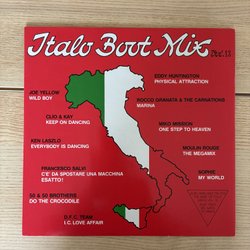 Italo Boot Mix
Vol. 13
EDDY HUNTINGTON
PHYSICAL ATTRACTION
JOE YELLOW
WILD BOY
ROCCO GRANATA & THE CARNATIONS
MARINA
CLIO & KAY
KEEP ON DANCING
MIKO MISSION
ONE STEP TO HEAVEN
KEN LASZLO
EVERYBODY IS DANCING
MOULIN ROUGE
THE MEGAMIX
FRANCESCO SALVI
C'E' DA SPOSTARE UNA MACCHINA
ESATTO!
SOPHIE
MY WORLD
50 & 50 BROTHERS
DO THE CROCODILE
D.F.C. TEAM
I.C. LOVE AFFAIR